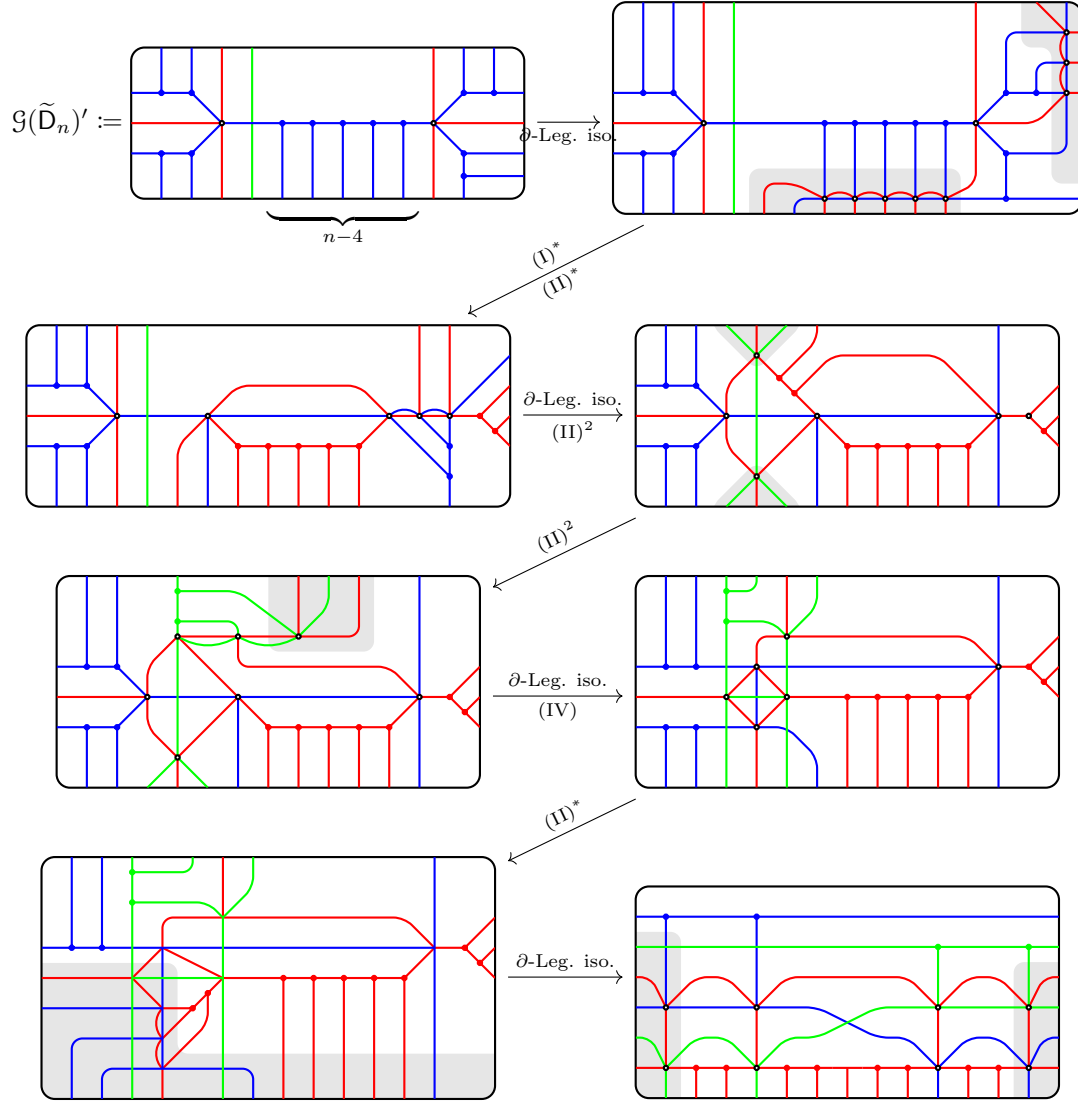 𝒢(D̃ₙ)′ :=
∂-Leg. iso.
n−4
(I)*
(II)*
∂-Leg. iso.
(II)²
(II)²
∂-Leg. iso.
(IV)
(II)*
∂-Leg. iso.